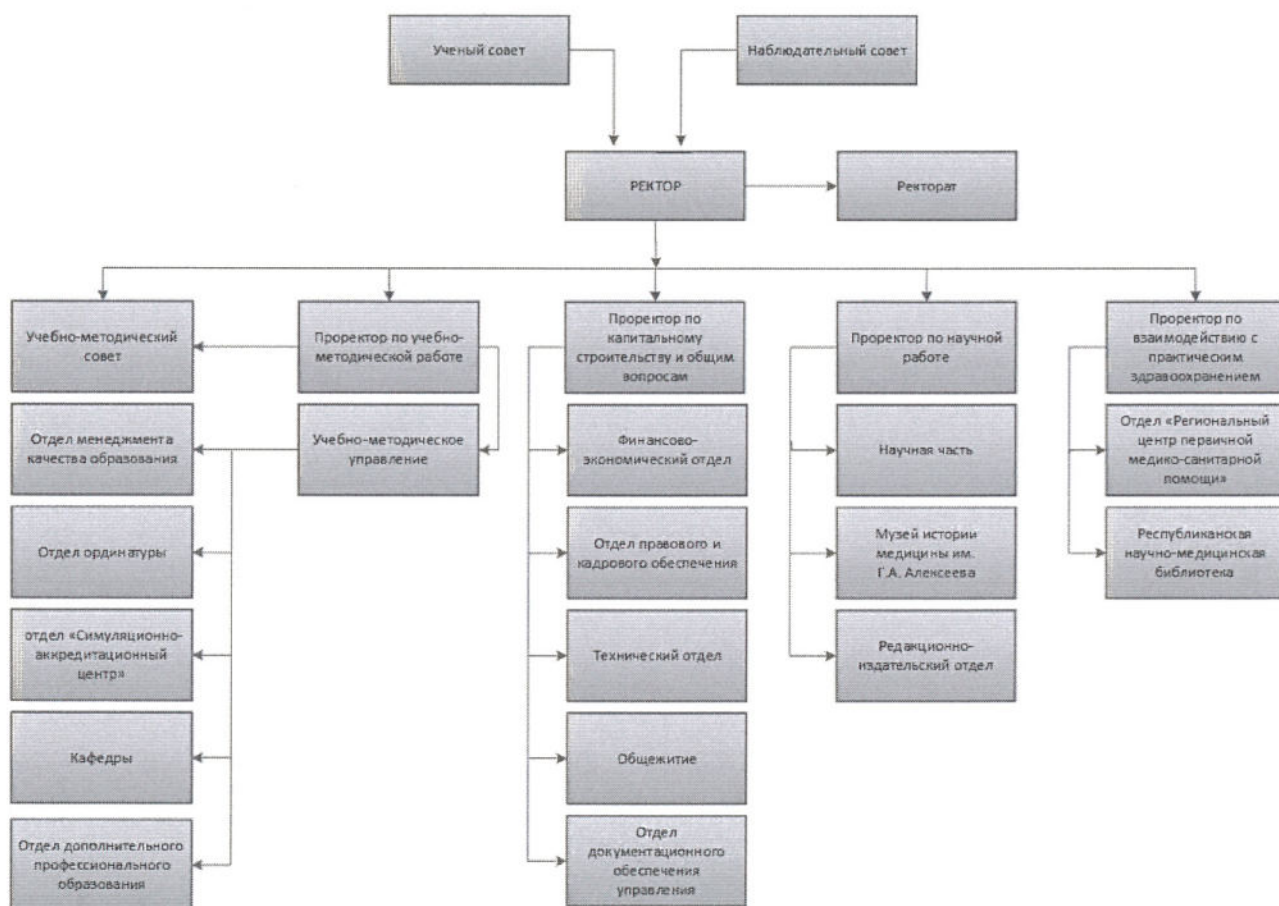 Ученый совет
Наблюдательный совет
РЕКТОР
Ректорат
Учебно-методический
совет
Проректор по учебно-
методической работе
Проректор по
капитальному
строительству и общим
вопросам
Проректор по научной
работе
Проректор по
взаимодействию с
практическим
здравоохранением
Отдел менеджмента
качества образования
Учебно-методическое
управление
Финансово-
экономический отдел
Научная часть
Отдел «Региональный
центр первичной
медико-санитарной
помощи»
Отдел ординатуры
Отдел правового и
кадрового обеспечения
Музей истории
медицины им.
Г.А. Алексеева
Республиканская
научно-медицинская
библиотека
отдел «Симуляционно-
аккредитационный
центр»
Технический отдел
Редакционно-
издательский отдел
Кафедры
Общежитие
Отдел дополнительного
профессионального
образования
Отдел
документационного
обеспечения
управления